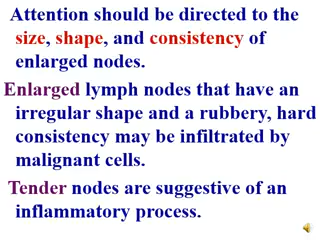 Attention should be directed to the
size, shape, and consistency of
enlarged nodes.
Enlarged lymph nodes that have an
irregular shape and a rubbery, hard
consistency may be infiltrated by
malignant cells.
Tender nodes are suggestive of an
inflammatory process.